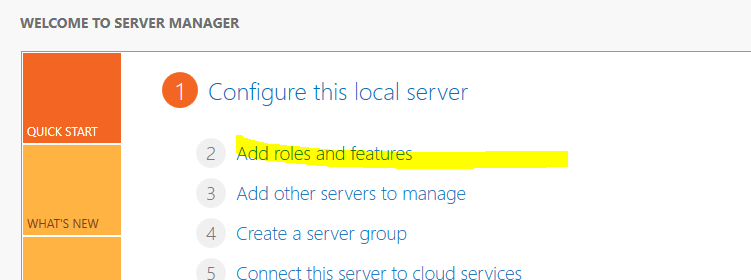 WELCOME TO SERVER MANAGER
1 Configure this local server
QUICK START
2 Add roles and features
3 Add other servers to manage
WHAT'S NEW
4 Create a server group
5 Connect this server to cloud services